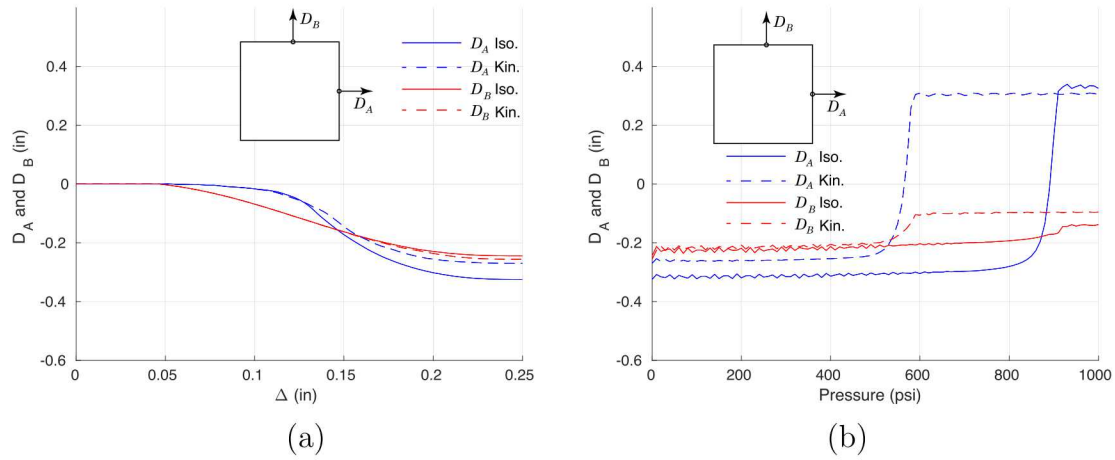 D_B
D_A
D_A Iso.
D_A Kin.
D_B Iso.
D_B Kin.
D_A and D_B (in)
0.4
0.2
0
-0.2
-0.4
-0.6
0
0.05
0.1
0.15
0.2
0.25
Δ (in)
(a)
D_B
D_A
D_A Iso.
D_A Kin.
D_B Iso.
D_B Kin.
D_A and D_B (in)
0.4
0.2
0
-0.2
-0.4
-0.6
0
200
400
600
800
1000
Pressure (psi)
(b)